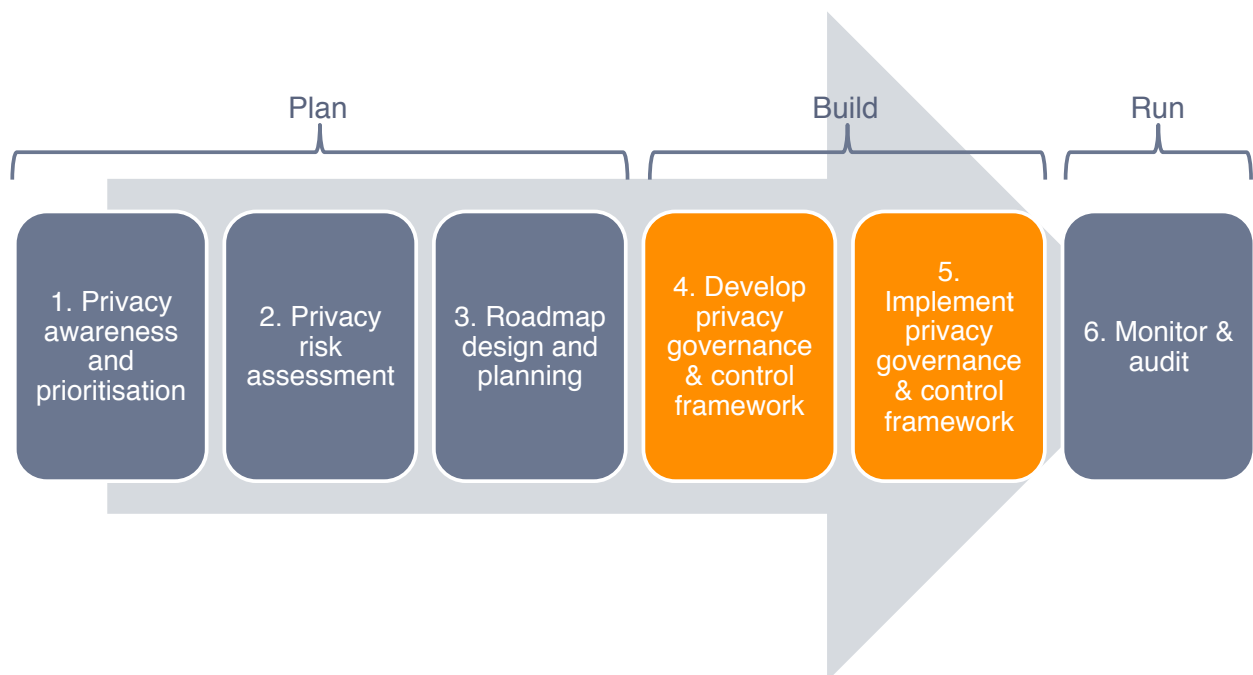 Plan
Build
Run
1. Privacy
awareness
and
prioritisation
2. Privacy
risk
assessment
3. Roadmap
design and
planning
4. Develop
privacy
governance
& control
framework
5.
Implement
privacy
governance
& control
framework
6. Monitor &
audit